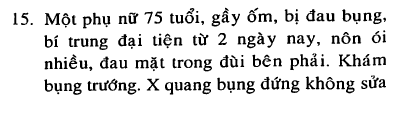 15. Một phụ nữ 75 tuổi, gầy ốm, bị đau bụng,
bí trung đại tiện từ 2 ngày nay, nôn ói
nhiều, đau mặt trong đùi bên phải. Khám
bụng trướng. X quang bụng đứng không sửa